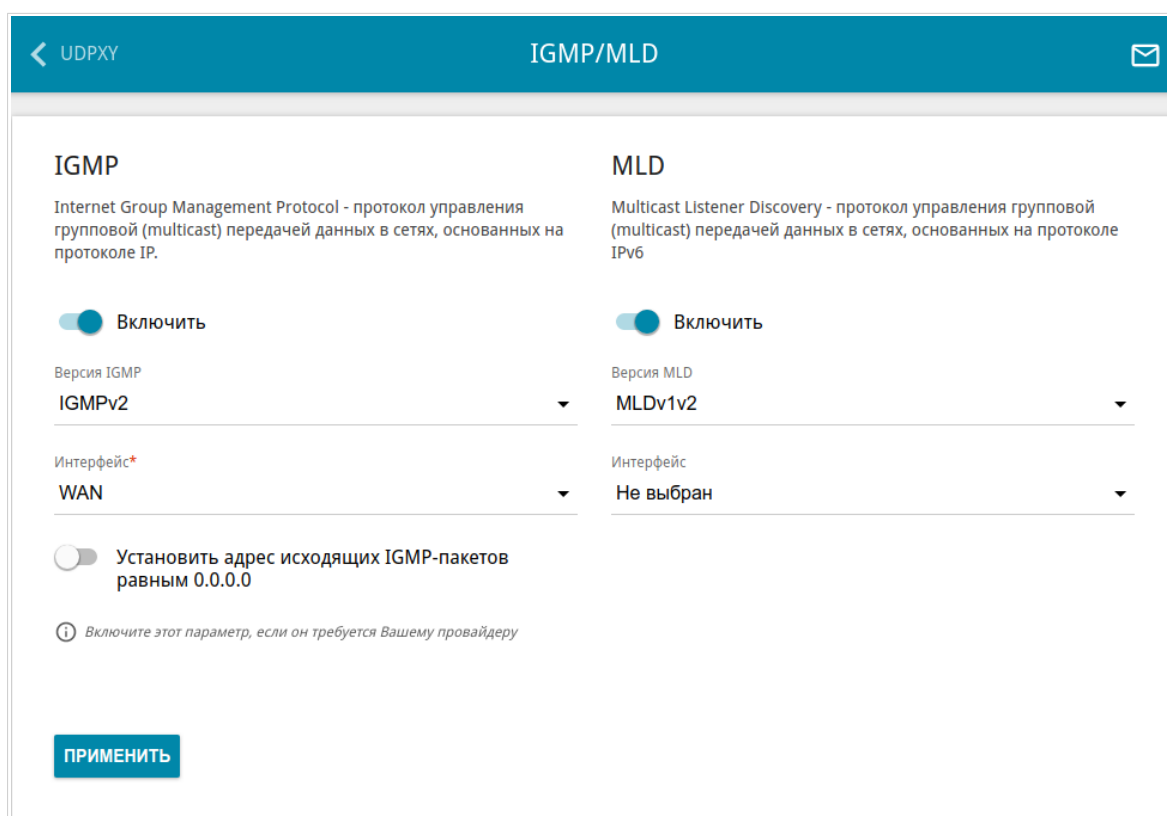 UDPXY
IGMP/MLD
IGMP
Internet Group Management Protocol - протокол управления
групповой (multicast) передачей данных в сетях, основанных на
протоколе IP.
Включить
Версия IGMP
IGMPv2
Интерфейс*
WAN
Установить адрес исходящих IGMP-пакетов
равным 0.0.0.0
Включите этот параметр, если он требуется Вашему провайдеру
MLD
Multicast Listener Discovery - протокол управления групповой
(multicast) передачей данных в сетях, основанных на протоколе
IPv6
Включить
Версия MLD
MLDv1v2
Интерфейс
Не выбран
ПРИМЕНИТЬ